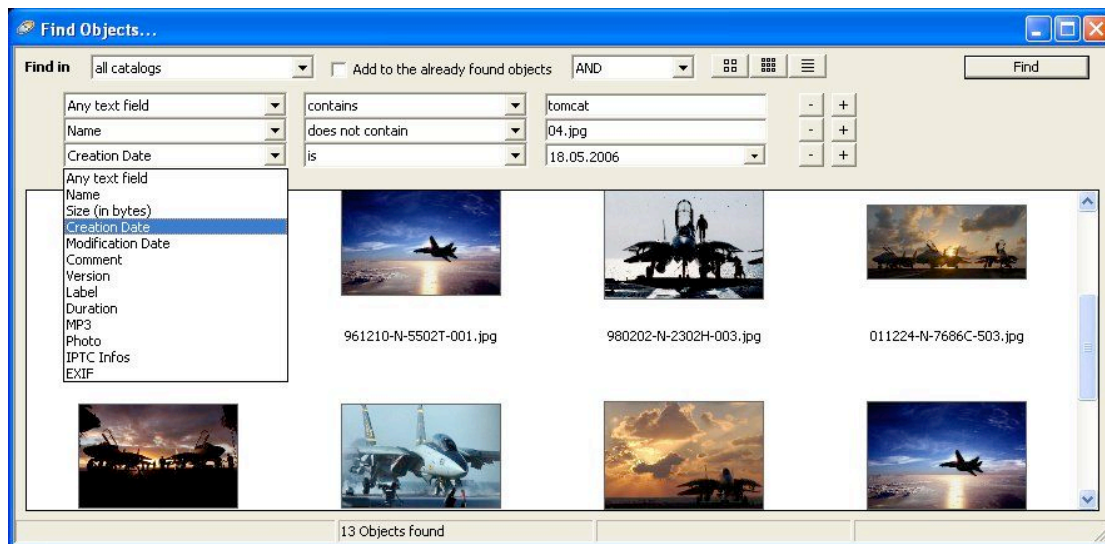 Find Objects...
Find in all catalogs Add to the already found objects AND Find
Any text field contains tomcat - +
Name does not contain 04.jpg - +
Creation Date is 18.05.2006 - +
Any text field
Name
Size (in bytes)
Creation Date
Modification Date
Comment
Version
Label
Duration
MP3
Photo
IPTC Infos
EXIF
961210-N-5502T-001.jpg 980202-N-2302H-003.jpg 011224-N-7686C-503.jpg
13 Objects found